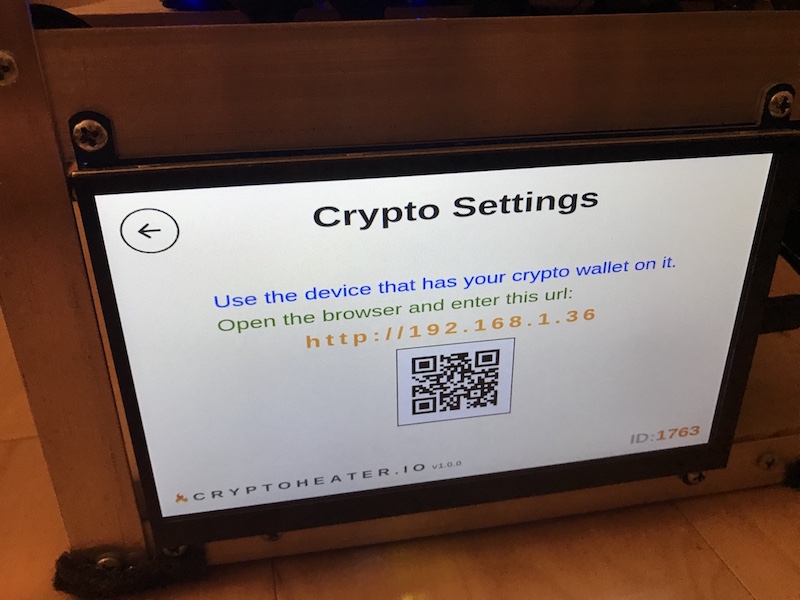 Crypto Settings
Use the device that has your crypto wallet on it.
Open the browser and enter this url:
http://192.168.1.36
ID:1763
CRYPTOHEATER.IO v1.0.0